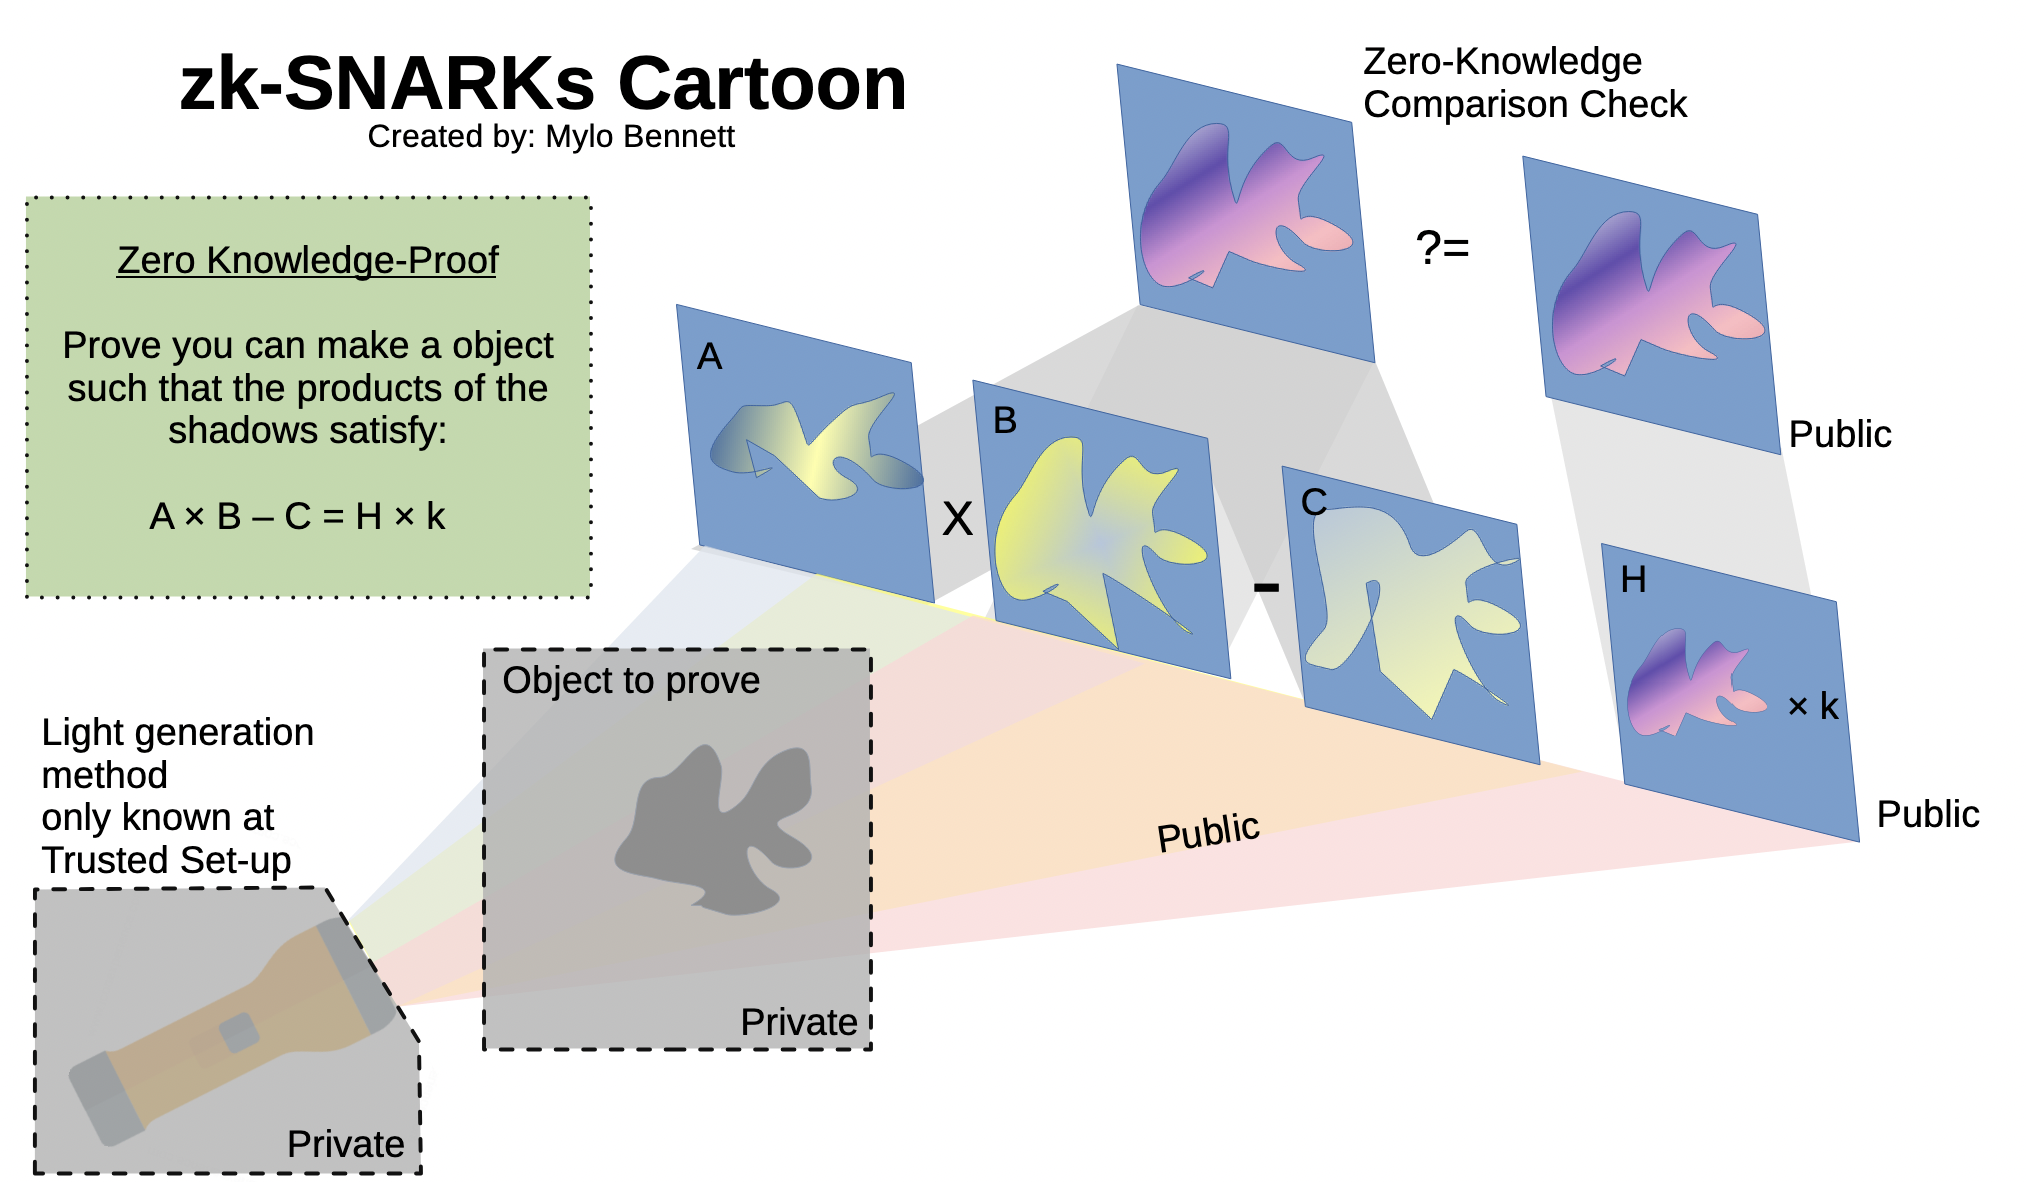 zk-SNARKs Cartoon
Created by: Mylo Bennett
Zero Knowledge-Proof
Prove you can make a object
such that the products of the
shadows satisfy:
A × B – C = H × k
Zero-Knowledge
Comparison Check
?=
Public
A
X
B
-
C
H
× k
Public
Public
Object to prove
Private
Light generation
method
only known at
Trusted Set-up
Private